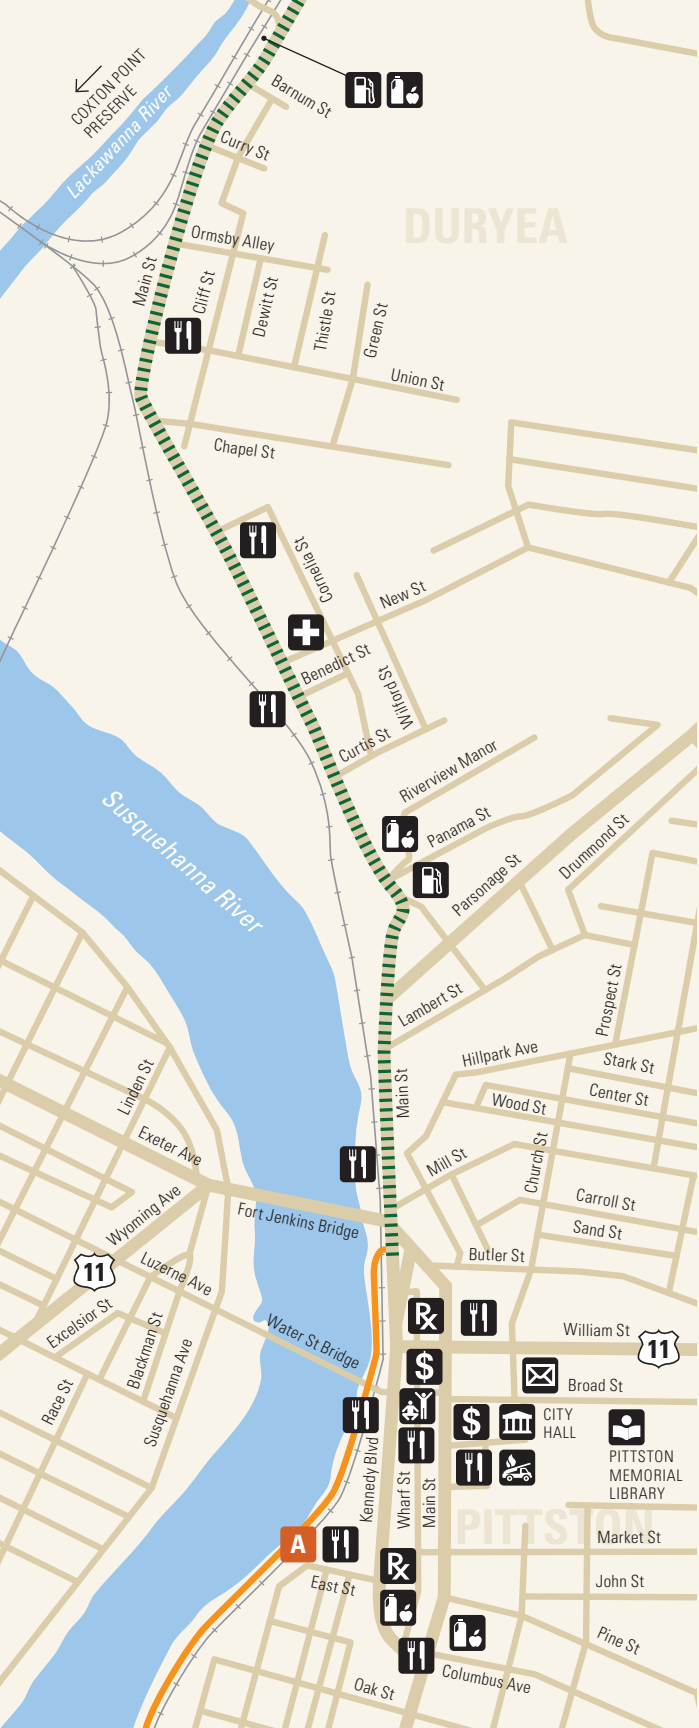 COXTON POINT
PRESERVE
Lackawanna River
Barnum St
Curry St
DURYEA
Ormsby Alley
Main St
Cliff St
Dewitt St
Thistle St
Green St
Union St
Chapel St
Cornelia St
New St
Benedict St
Wilford St
Curtis St
Riverview Manor
Susquehanna River
Panama St
Drummond St
Parsonage St
Lambert St
Prospect St
Hillpark Ave
Stark St
Main St
Wood St
Center St
Linden St
Exeter Ave
Mill St
Church St
Wyoming Ave
Carroll St
Fort Jenkins Bridge
Sand St
Butler St
11
Luzerne Ave
Excelsior St
Blackman St
Water St Bridge
Rx
William St
11
Susquehanna Ave
$
Broad St
Race St
$
CITY
HALL
PITTSTON
MEMORIAL
LIBRARY
Kennedy Blvd
Wharf St
Main St
PITTSTON
A
Market St
Rx
East St
John St
Pine St
Columbus Ave
Oak St